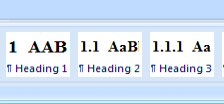 1 AAB 1.1 AaB 1.1.1 Aa
¶ Heading 1 ¶ Heading 2 ¶ Heading 3